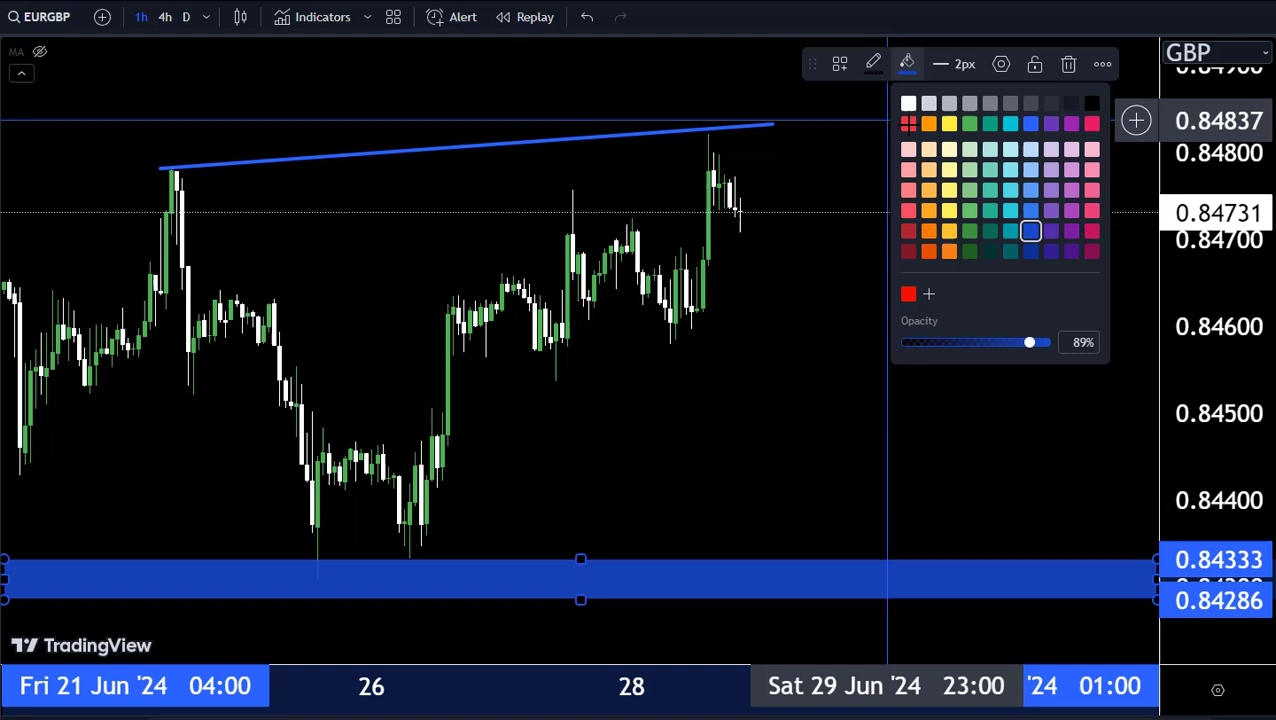 EURGBP
1h
4h
D
Indicators
Alert
Replay
MA
2px
GBP
0.84900
0.84837
0.84800
0.84731
0.84700
0.84600
0.84500
0.84400
0.84333
0.84286
Opacity
89%
TradingView
Fri 21 Jun '24 04:00
26
28
Sat 29 Jun '24 23:00
'24 01:00